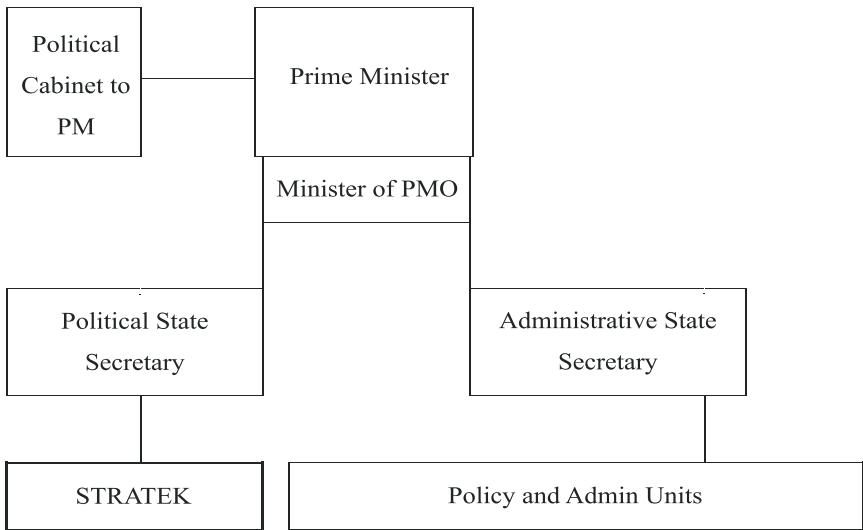 Political
Cabinet to
PM
Prime Minister
Minister of PMO
Political State
Secretary
Administrative State
Secretary
STRATEK
Policy and Admin Units